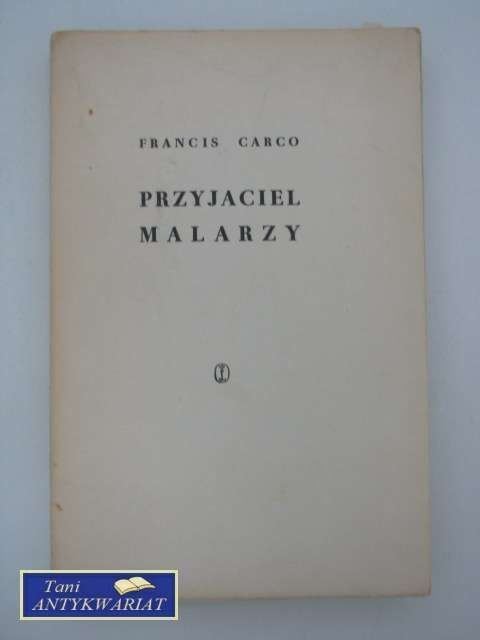 FRANCIS CARCO
PRZYJACIEL
MALARZY
Tani
ANTYKWARIAT